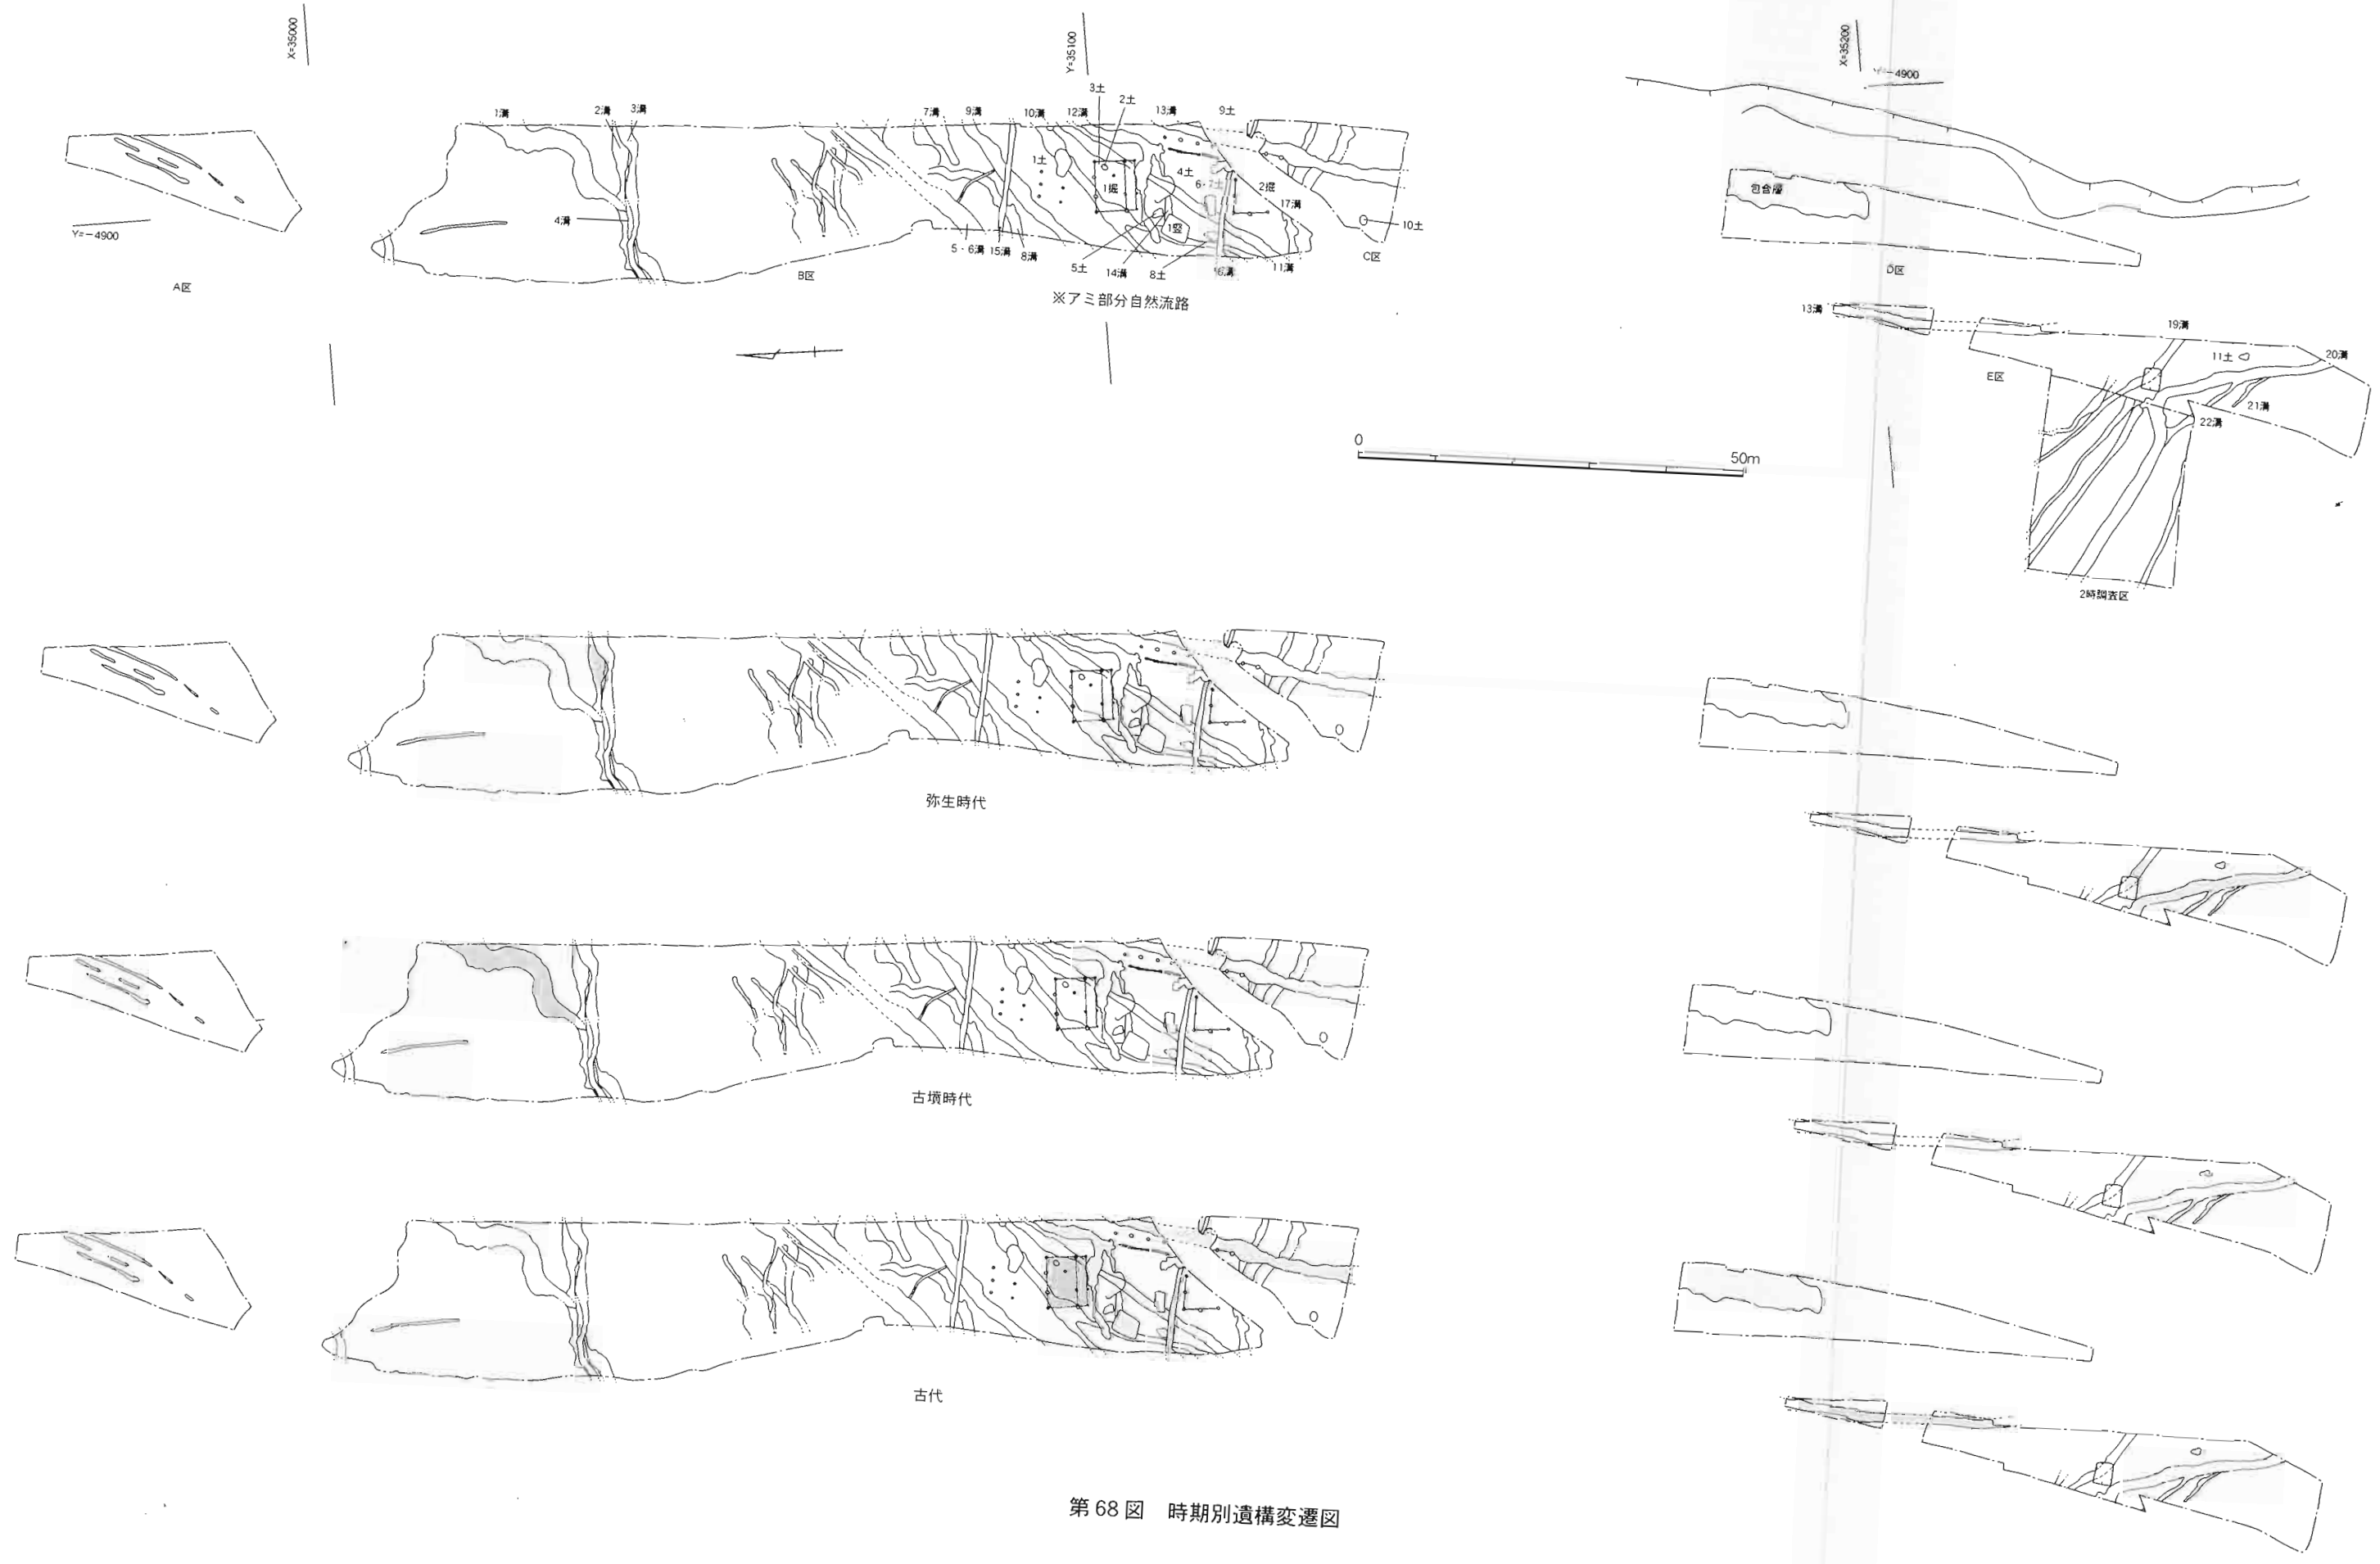 X=35000
Y=35100
X=35200
Y=-4900
3土
2土
1溝
2溝
3溝
7溝
9溝
10溝
12溝
13溝
9土
1土
4土
1掘
2掘
17溝
包含層
4溝
10土
Y=-4900
1竪
5・6溝
15溝
8溝
5土
14溝
8土
11溝
C区
A区
B区
D区
※アミ部分自然流路
13溝
19溝
11土
20溝
E区
21溝
22溝
0
50m
2時調査区
弥生時代
古墳時代
古代
第68図 時期別遺構変遷図